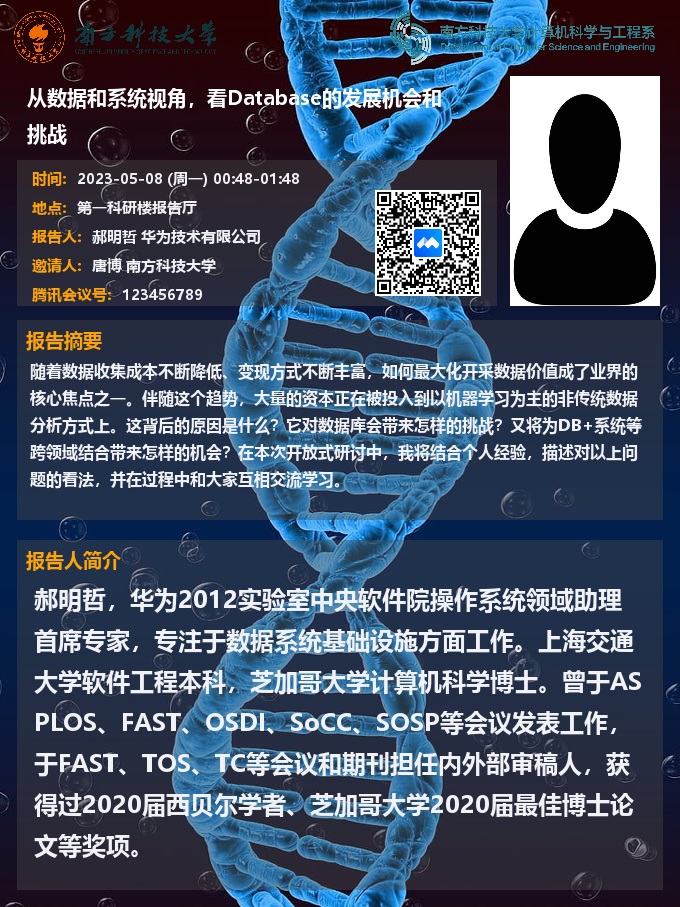 南方科技大学
南方科技大学计算机科学与工程系
Department of Computer Science and Engineering
从数据和系统视角，看Database的发展机会和
挑战
时间：2023-05-08 (周一) 00:48-01:48
地点：第一科研楼报告厅
报告人：郝明哲 华为技术有限公司
邀请人：唐博 南方科技大学
腾讯会议号：123456789
报告摘要
随着数据收集成本不断降低、变现方式不断丰富，如何最大化开采数据价值成了业界的
核心焦点之一。伴随这个趋势，大量的资本正在被投入到以机器学习为主的非传统数据
分析方式上。这背后的原因是什么？它对数据库会带来怎样的挑战？又将为DB+系统等
跨领域结合带来怎样的机会？在本次开放式研讨中，我将结合个人经验，描述对以上问
题的看法，并在过程中和大家互相交流学习。
报告人简介
郝明哲，华为2012实验室中央软件院操作系统领域助理
首席专家，专注于数据系统基础设施方面工作。上海交通
大学软件工程本科，芝加哥大学计算机科学博士。曾于AS
PLOS、FAST、OSDI、SoCC、SOSP等会议发表工作，
于FAST、TOS、TC等会议和期刊担任内外部审稿人，获
得过2020届西贝尔学者、芝加哥大学2020届最佳博士论
文等奖项。